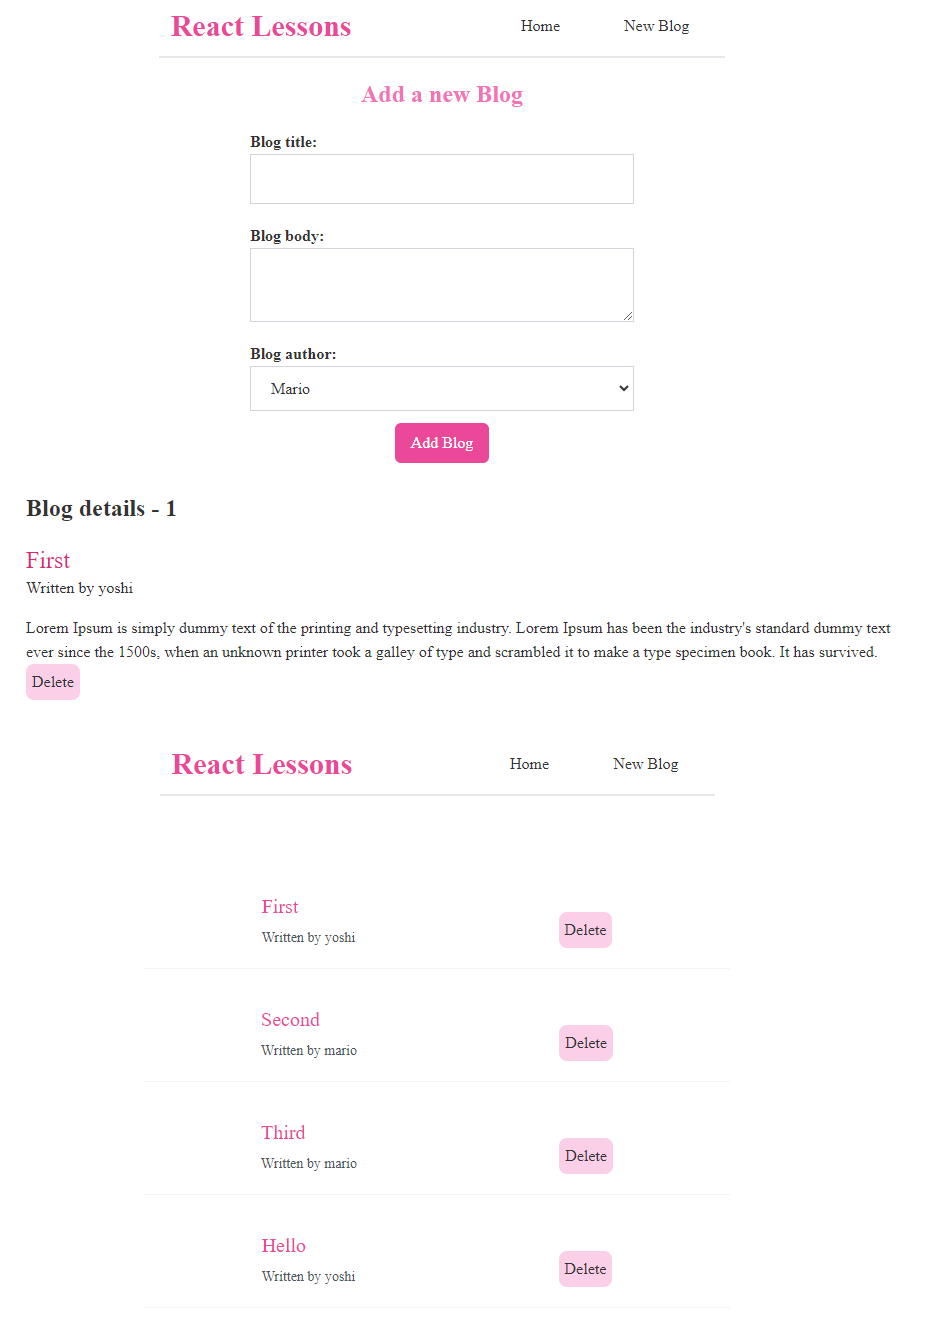 React Lessons Home New Blog
Add a new Blog
Blog title:
Blog body:
Blog author:
Mario
Add Blog
Blog details - 1
First
Written by yoshi
Lorem Ipsum is simply dummy text of the printing and typesetting industry. Lorem Ipsum has been the industry's standard dummy text
ever since the 1500s, when an unknown printer took a galley of type and scrambled it to make a type specimen book. It has survived.
Delete
React Lessons Home New Blog
First
Written by yoshi
Delete
Second
Written by mario
Delete
Third
Written by mario
Delete
Hello
Written by yoshi
Delete